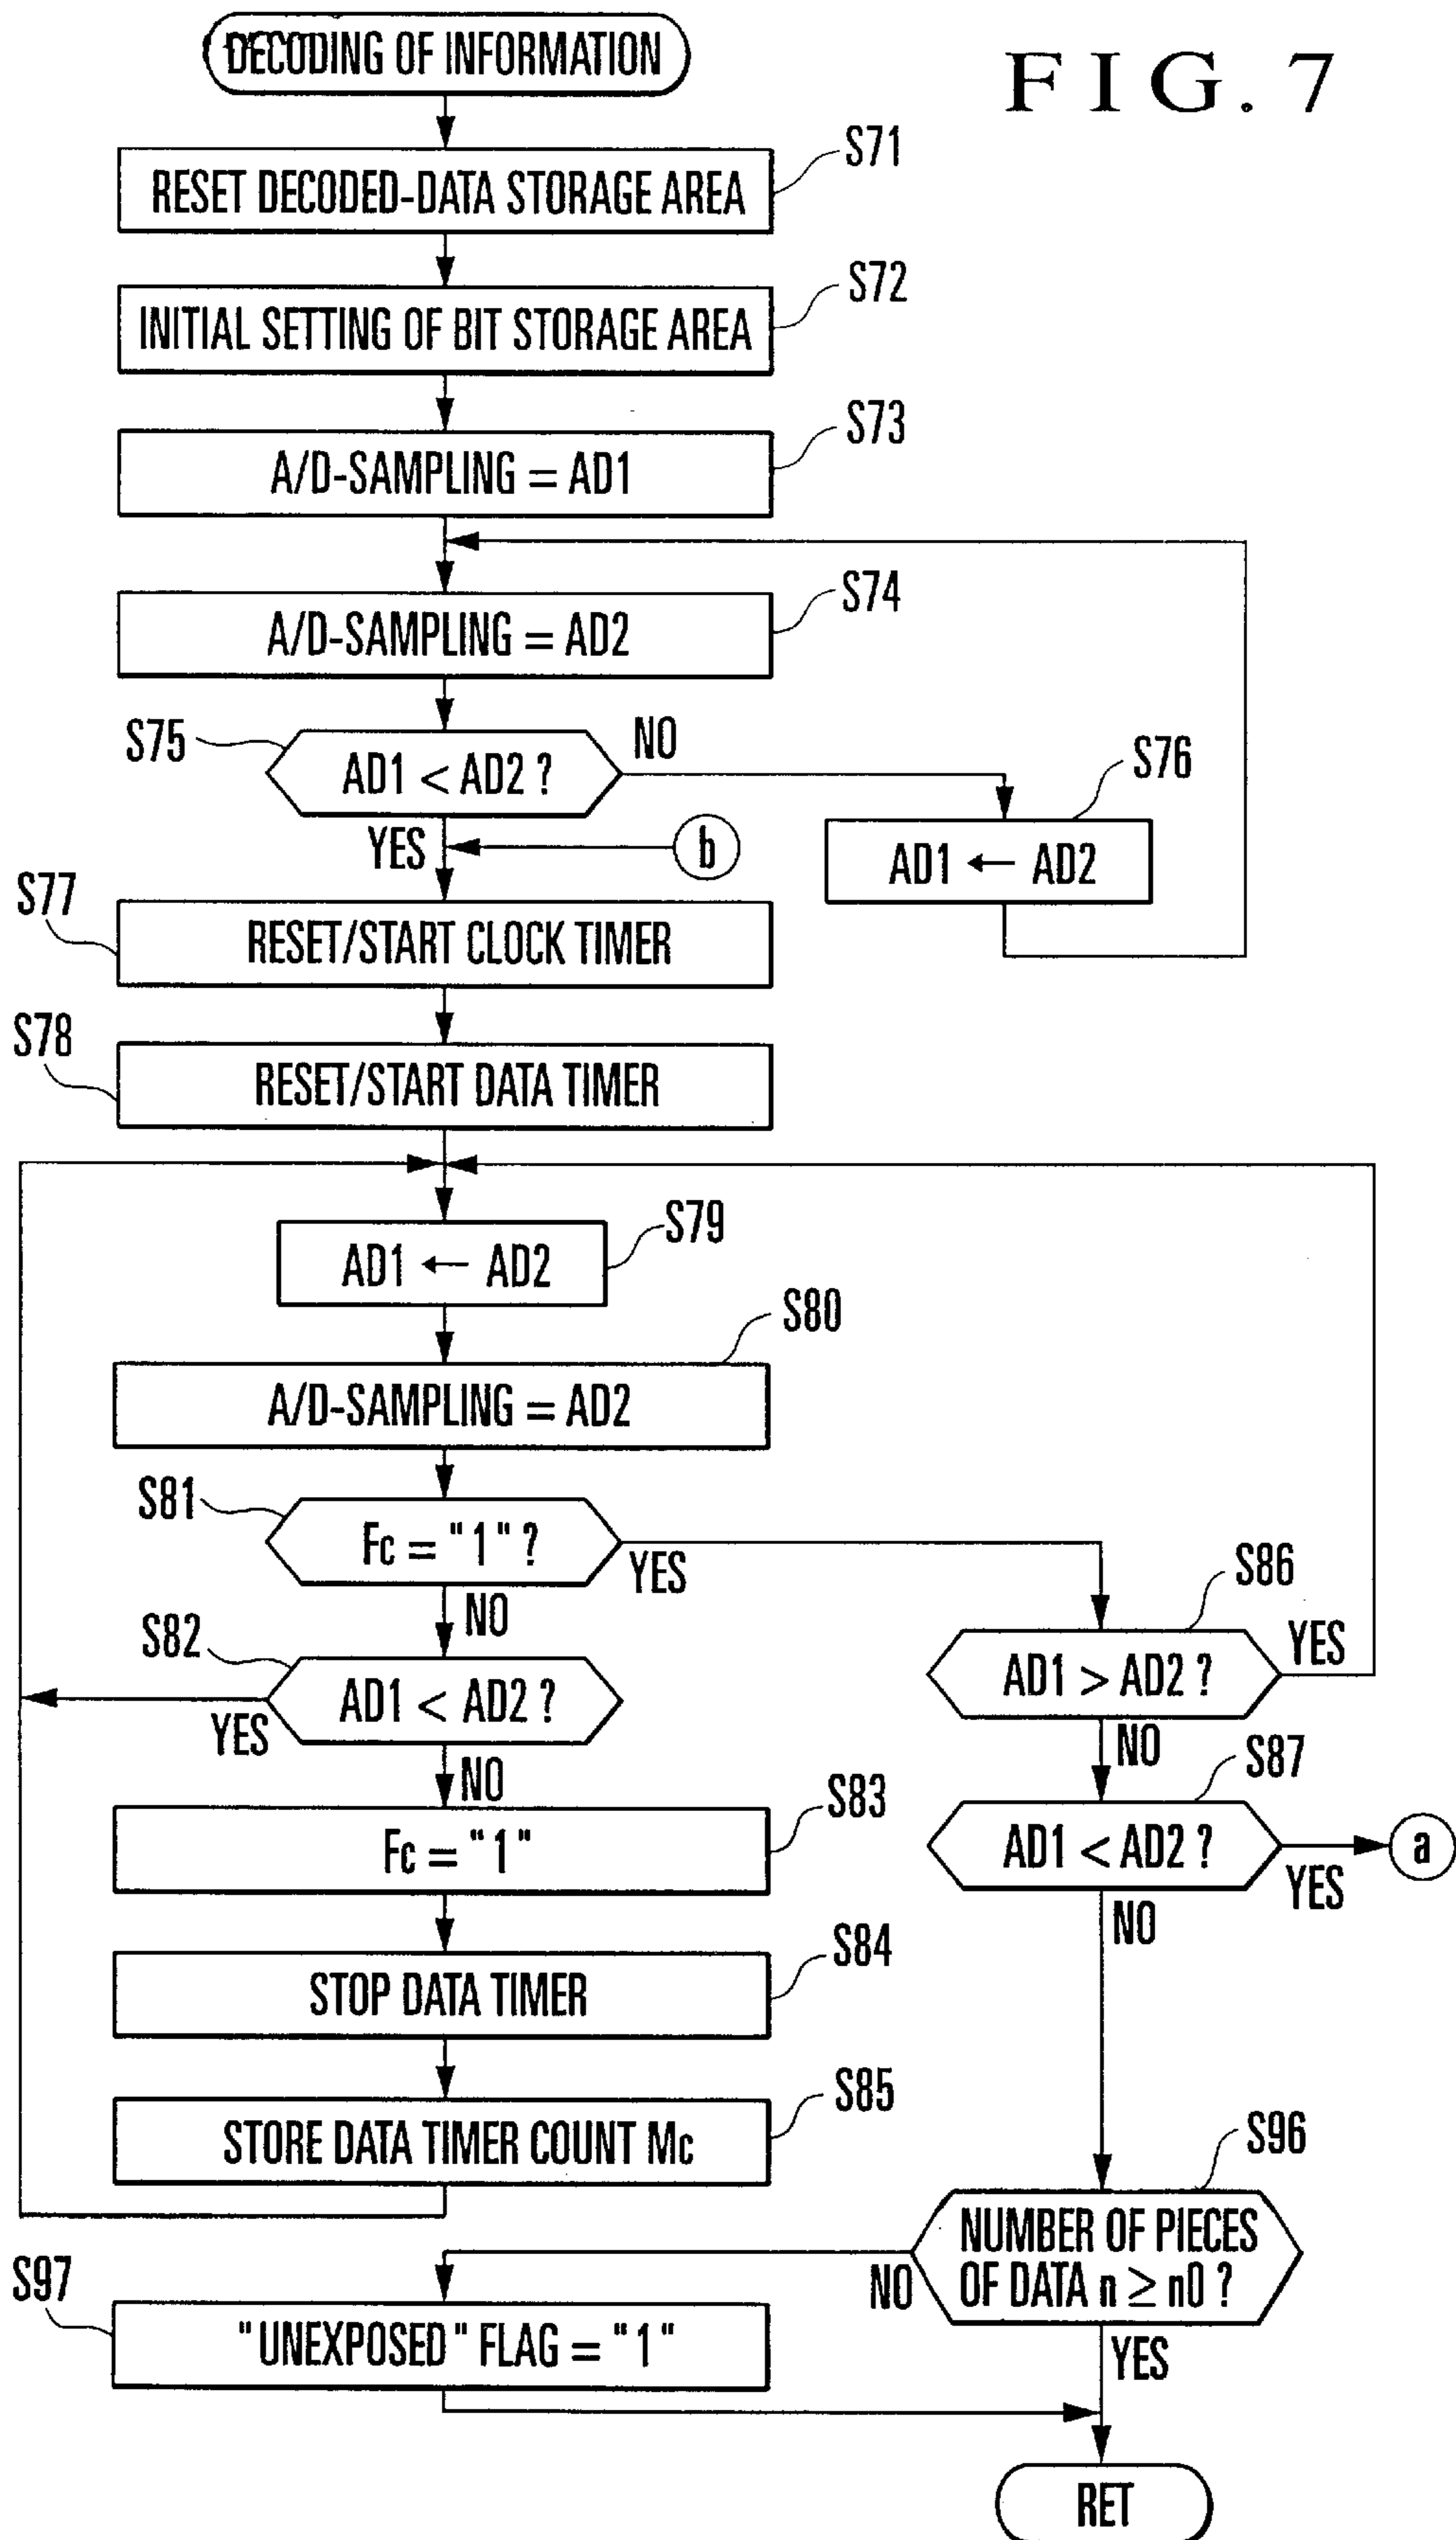 DECODING OF INFORMATION
FIG. 7
S71
RESET DECODED-DATA STORAGE AREA
S72
INITIAL SETTING OF BIT STORAGE AREA
S73
A/D-SAMPLING = AD1
S74
A/D-SAMPLING = AD2
S75
AD1 < AD2 ?
NO
S76
AD1 ← AD2
YES
b
S77
RESET/START CLOCK TIMER
S78
RESET/START DATA TIMER
S79
AD1 ← AD2
S80
A/D-SAMPLING = AD2
S81
Fc = "1" ?
YES
NO
S82
AD1 < AD2 ?
YES
NO
S86
AD1 > AD2 ?
YES
NO
S87
AD1 < AD2 ?
YES
a
NO
S83
Fc = "1"
S84
STOP DATA TIMER
S85
STORE DATA TIMER COUNT Mc
S96
NUMBER OF PIECES
OF DATA n ≥ n0 ?
NO
YES
S97
"UNEXPOSED" FLAG = "1"
RET